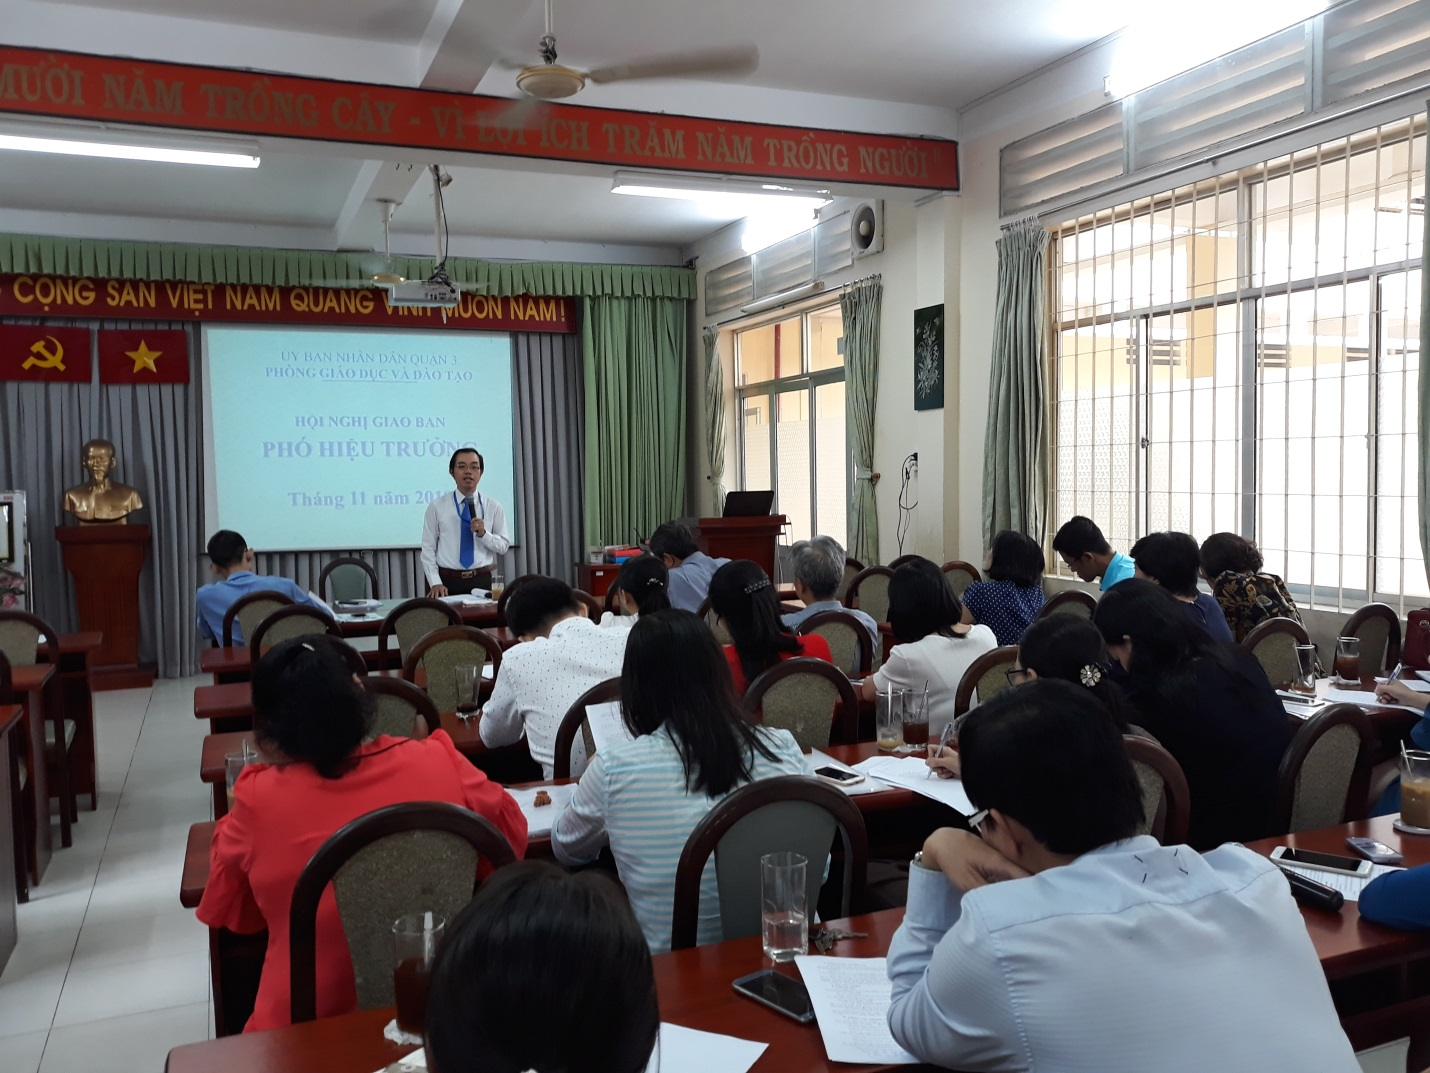 MƯỜI NĂM TRỒNG CÂY - VÌ LỢI ÍCH TRĂM NĂM TRỒNG NGƯỜI"
CỘNG SẢN VIỆT NAM QUANG VINH MUÔN NĂM!
ỦY BAN NHÂN DÂN QUẬN 3
PHÒNG GIÁO DỤC VÀ ĐÀO TẠO
HỘI NGHỊ GIAO BAN
PHÓ HIỆU TRƯỞNG
Tháng 11 năm